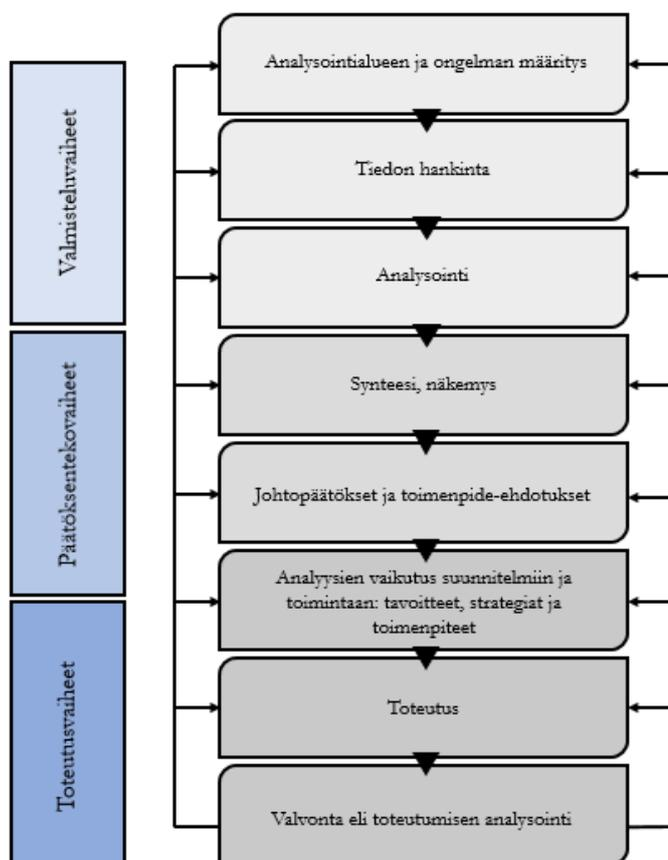 Analysointialueen ja ongelman määritys
Valmisteluvaiheet
Tiedon hankinta
Analysointi
Päätöksentekovaiheet
Synteesi, näkemys
Johtopäätökset ja toimenpide-ehdotukset
Analyysien vaikutus suunnitelmiin ja
toimintaan: tavoitteet, strategiat ja
toimenpiteet
Toteutusvaiheet
Toteutus
Valvonta eli toteutumisen analysointi